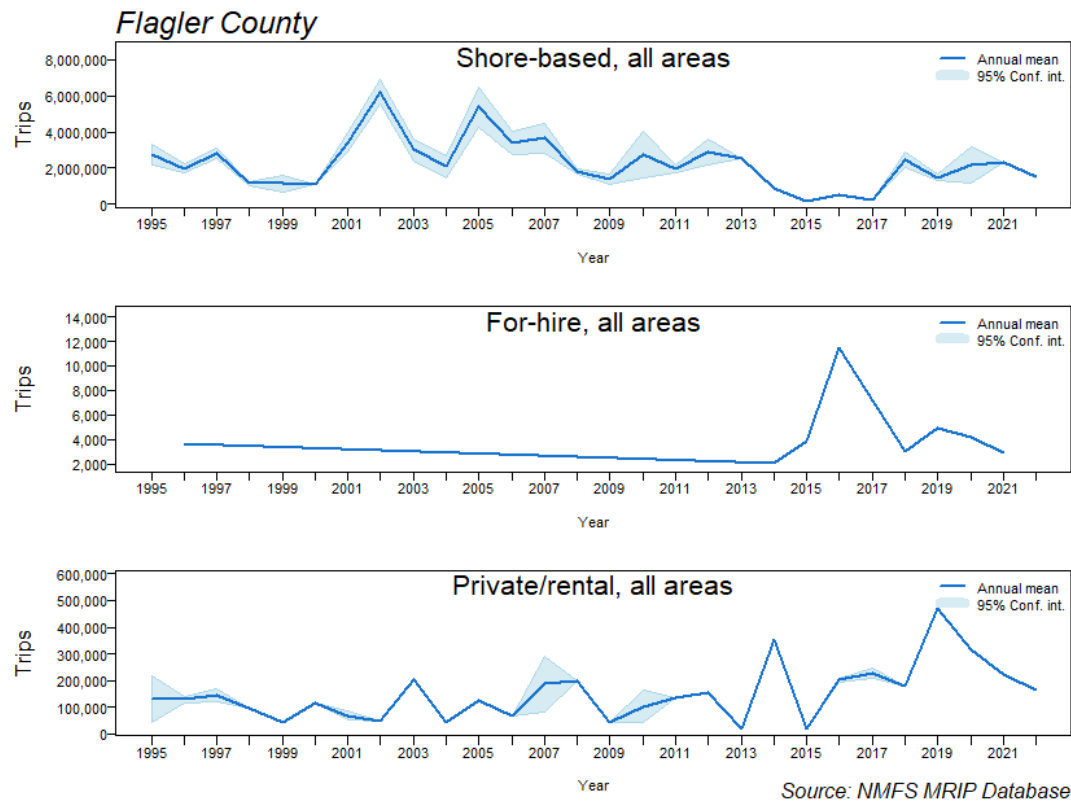 Flagler County
Shore-based, all areas
Annual mean
95% Conf. int.
Trips
8,000,000
6,000,000
4,000,000
2,000,000
0
1995 1997 1999 2001 2003 2005 2007 2009 2011 2013 2015 2017 2019 2021
Year
For-hire, all areas
Annual mean
95% Conf. int.
Trips
14,000
12,000
10,000
8,000
6,000
4,000
2,000
1995 1997 1999 2001 2003 2005 2007 2009 2011 2013 2015 2017 2019 2021
Year
Private/rental, all areas
Annual mean
95% Conf. int.
Trips
600,000
500,000
400,000
300,000
200,000
100,000
0
1995 1997 1999 2001 2003 2005 2007 2009 2011 2013 2015 2017 2019 2021
Year
Source: NMFS MRIP Database